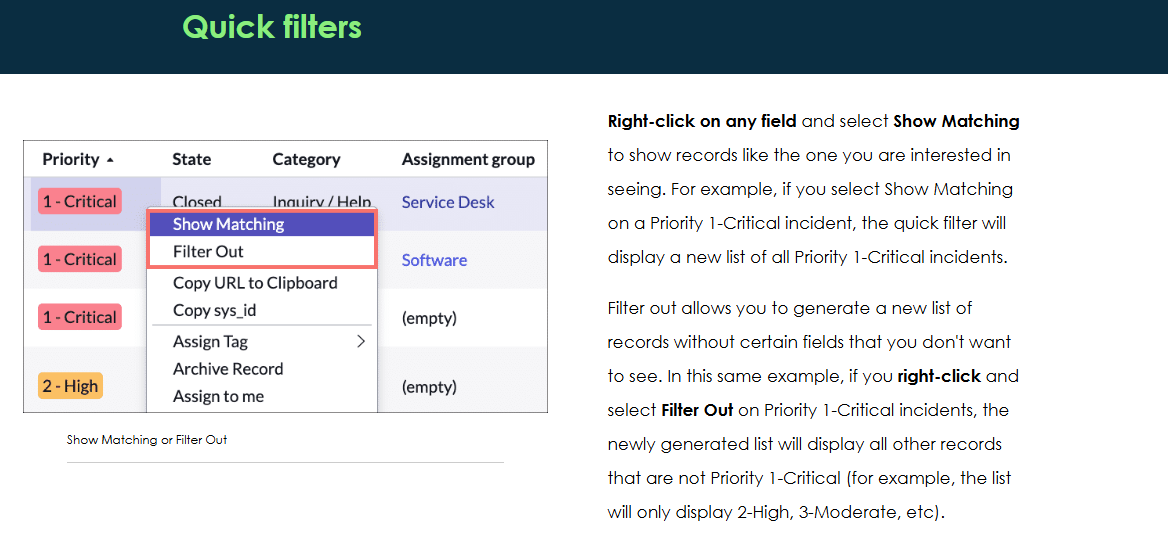 Quick filters
Priority State Category Assignment group
1 - Critical Closed Inquiry / Help Service Desk
Show Matching
Filter Out
1 - Critical Software
Copy URL to Clipboard
Copy sys_id
1 - Critical (empty)
Assign Tag
Archive Record
2 - High (empty)
Assign to me
Show Matching or Filter Out
Right-click on any field and select Show Matching
to show records like the one you are interested in
seeing. For example, if you select Show Matching
on a Priority 1-Critical incident, the quick filter will
display a new list of all Priority 1-Critical incidents.
Filter out allows you to generate a new list of
records without certain fields that you don't want
to see. In this same example, if you right-click and
select Filter Out on Priority 1-Critical incidents, the
newly generated list will display all other records
that are not Priority 1-Critical (for example, the list
will only display 2-High, 3-Moderate, etc).